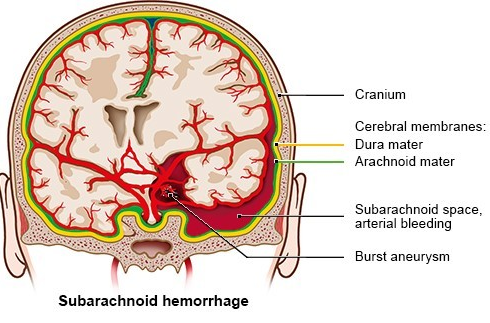 Cranium
Cerebral membranes:
Dura mater
Arachnoid mater
Subarachnoid space,
arterial bleeding
Burst aneurysm
Subarachnoid hemorrhage